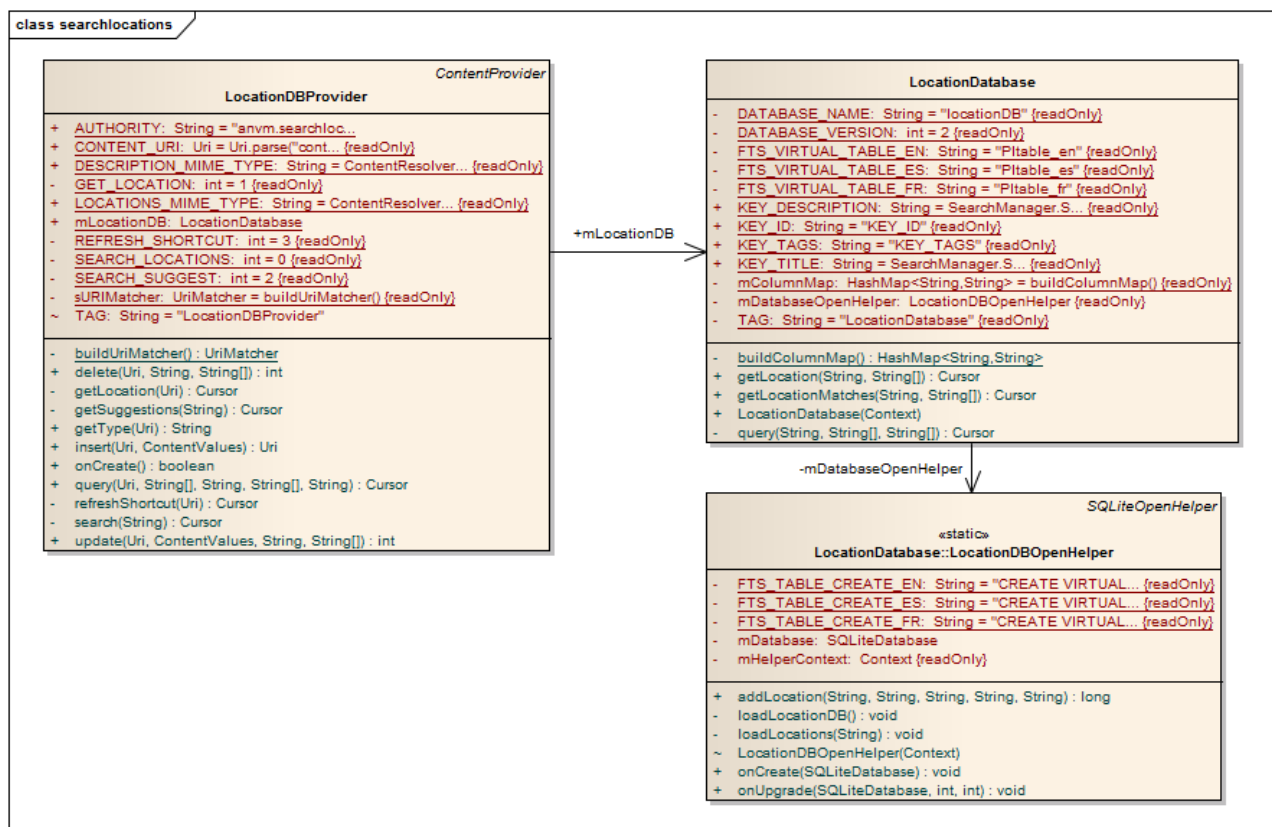 class searchlocations
ContentProvider
LocationDBProvider
+ AUTHORITY: String = "anvm.searchloc...
+ CONTENT_URI: Uri = Uri.parse("cont... {readOnly}
+ DESCRIPTION_MIME_TYPE: String = ContentResolver... {readOnly}
- GET_LOCATION: int = 1 {readOnly}
+ LOCATIONS_MIME_TYPE: String = ContentResolver... {readOnly}
+ mLocationDB: LocationDatabase
- REFRESH_SHORTCUT: int = 3 {readOnly}
- SEARCH_LOCATIONS: int = 0 {readOnly}
- SEARCH_SUGGEST: int = 2 {readOnly}
- sURIMatcher: UriMatcher = buildUriMatcher() {readOnly}
~ TAG: String = "LocationDBProvider"
- buildUriMatcher() : UriMatcher
+ delete(Uri, String, String[]) : int
- getLocation(Uri) : Cursor
- getSuggestions(String) : Cursor
+ getType(Uri) : String
+ insert(Uri, ContentValues) : Uri
+ onCreate() : boolean
+ query(Uri, String[], String, String[], String) : Cursor
- refreshShortcut(Uri) : Cursor
- search(String) : Cursor
+ update(Uri, ContentValues, String, String[]) : int
+mLocationDB
LocationDatabase
- DATABASE_NAME: String = "locationDB" {readOnly}
- DATABASE_VERSION: int = 2 {readOnly}
- FTS_VIRTUAL_TABLE_EN: String = "PItable_en" {readOnly}
- FTS_VIRTUAL_TABLE_ES: String = "PItable_es" {readOnly}
- FTS_VIRTUAL_TABLE_FR: String = "PItable_fr" {readOnly}
+ KEY_DESCRIPTION: String = SearchManager.S... {readOnly}
+ KEY_ID: String = "KEY_ID" {readOnly}
+ KEY_TAGS: String = "KEY_TAGS" {readOnly}
+ KEY_TITLE: String = SearchManager.S... {readOnly}
- mColumnMap: HashMap<String,String> = buildColumnMap() {readOnly}
- mDatabaseOpenHelper: LocationDBOpenHelper {readOnly}
- TAG: String = "LocationDatabase" {readOnly}
- buildColumnMap() : HashMap<String,String>
+ getLocation(String, String[]) : Cursor
+ getLocationMatches(String, String[]) : Cursor
+ LocationDatabase(Context)
- query(String, String[], String[]) : Cursor
-mDatabaseOpenHelper
SQLiteOpenHelper
«static»
LocationDatabase::LocationDBOpenHelper
- FTS_TABLE_CREATE_EN: String = "CREATE VIRTUAL... {readOnly}
- FTS_TABLE_CREATE_ES: String = "CREATE VIRTUAL... {readOnly}
- FTS_TABLE_CREATE_FR: String = "CREATE VIRTUAL... {readOnly}
- mDatabase: SQLiteDatabase
- mHelperContext: Context {readOnly}
+ addLocation(String, String, String, String, String) : long
- loadLocationDB() : void
- loadLocations(String) : void
~ LocationDBOpenHelper(Context)
+ onCreate(SQLiteDatabase) : void
+ onUpgrade(SQLiteDatabase, int, int) : void